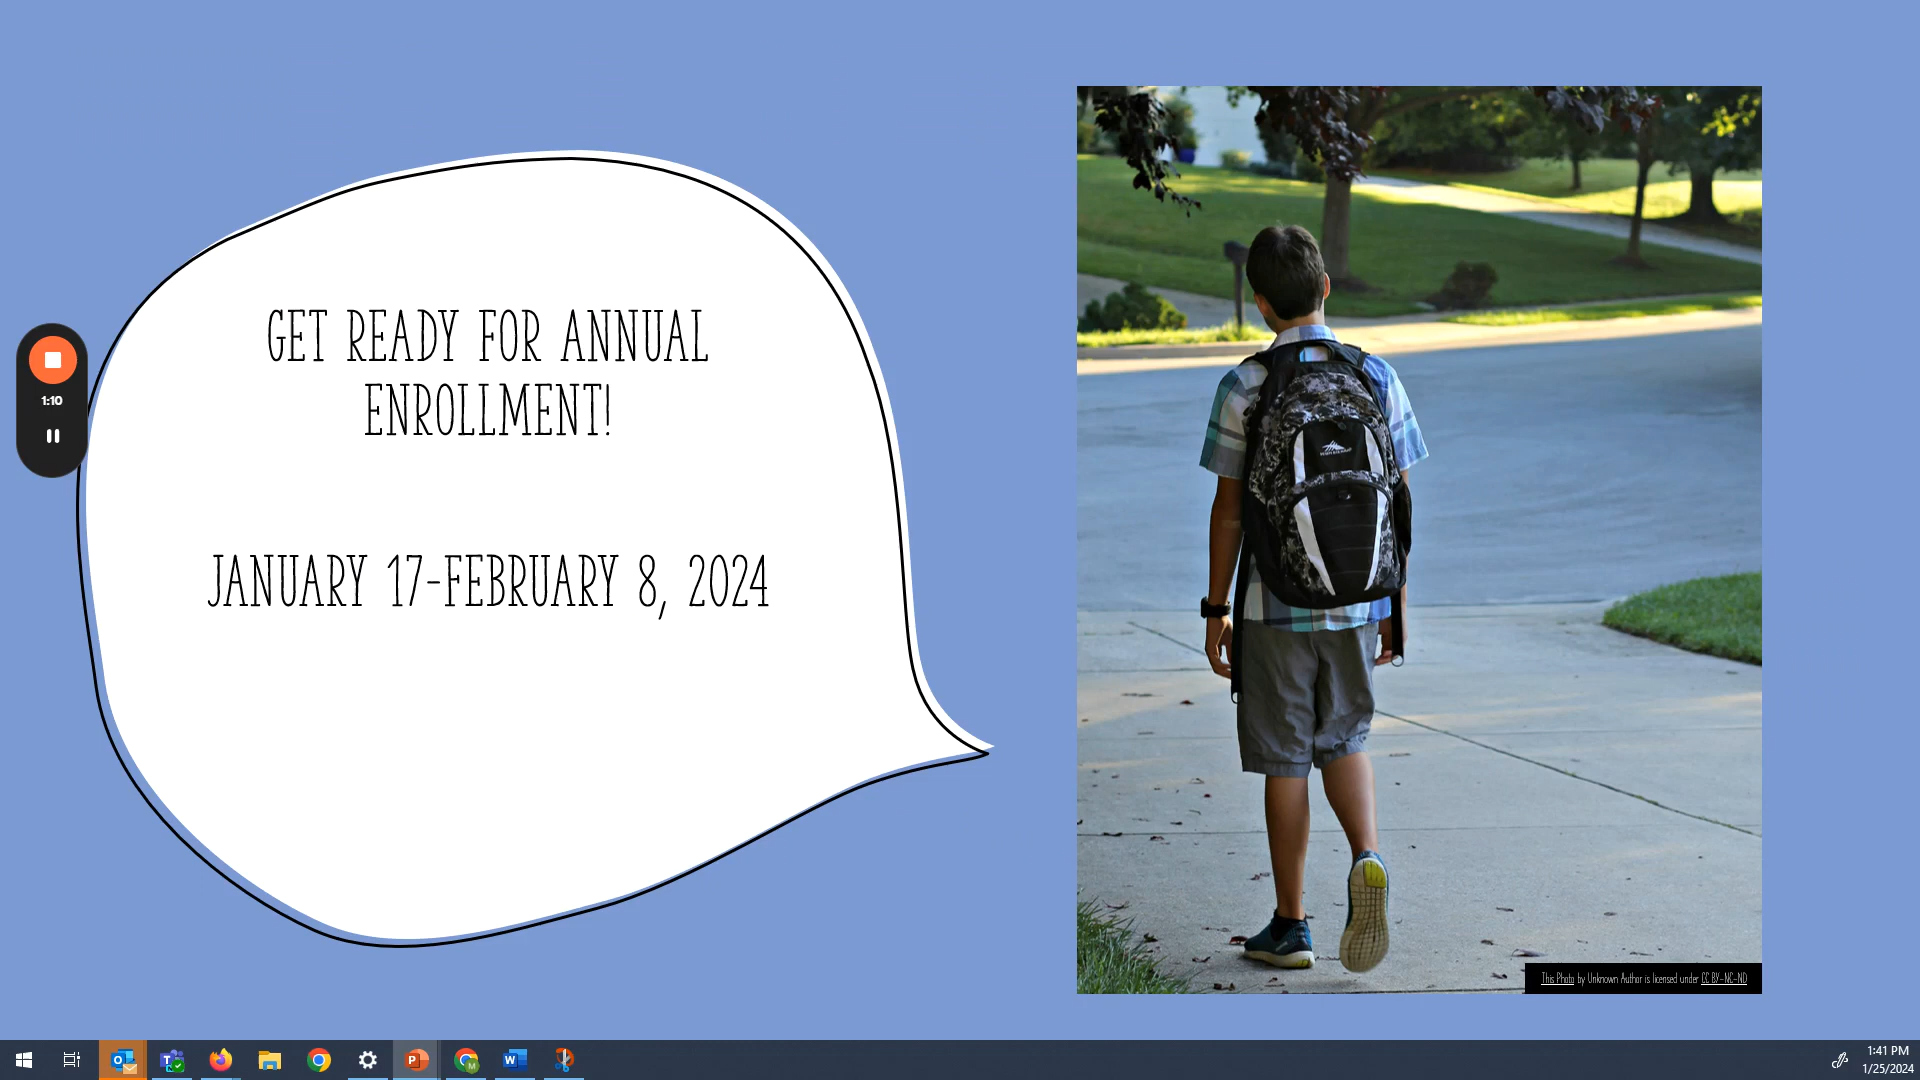 GET READY FOR ANNUAL
ENROLLMENT!
JANUARY 17-FEBRUARY 8, 2024
1:10
This Photo by Unknown Author is licensed under CC BY-NC-ND
1:41 PM
1/25/2024